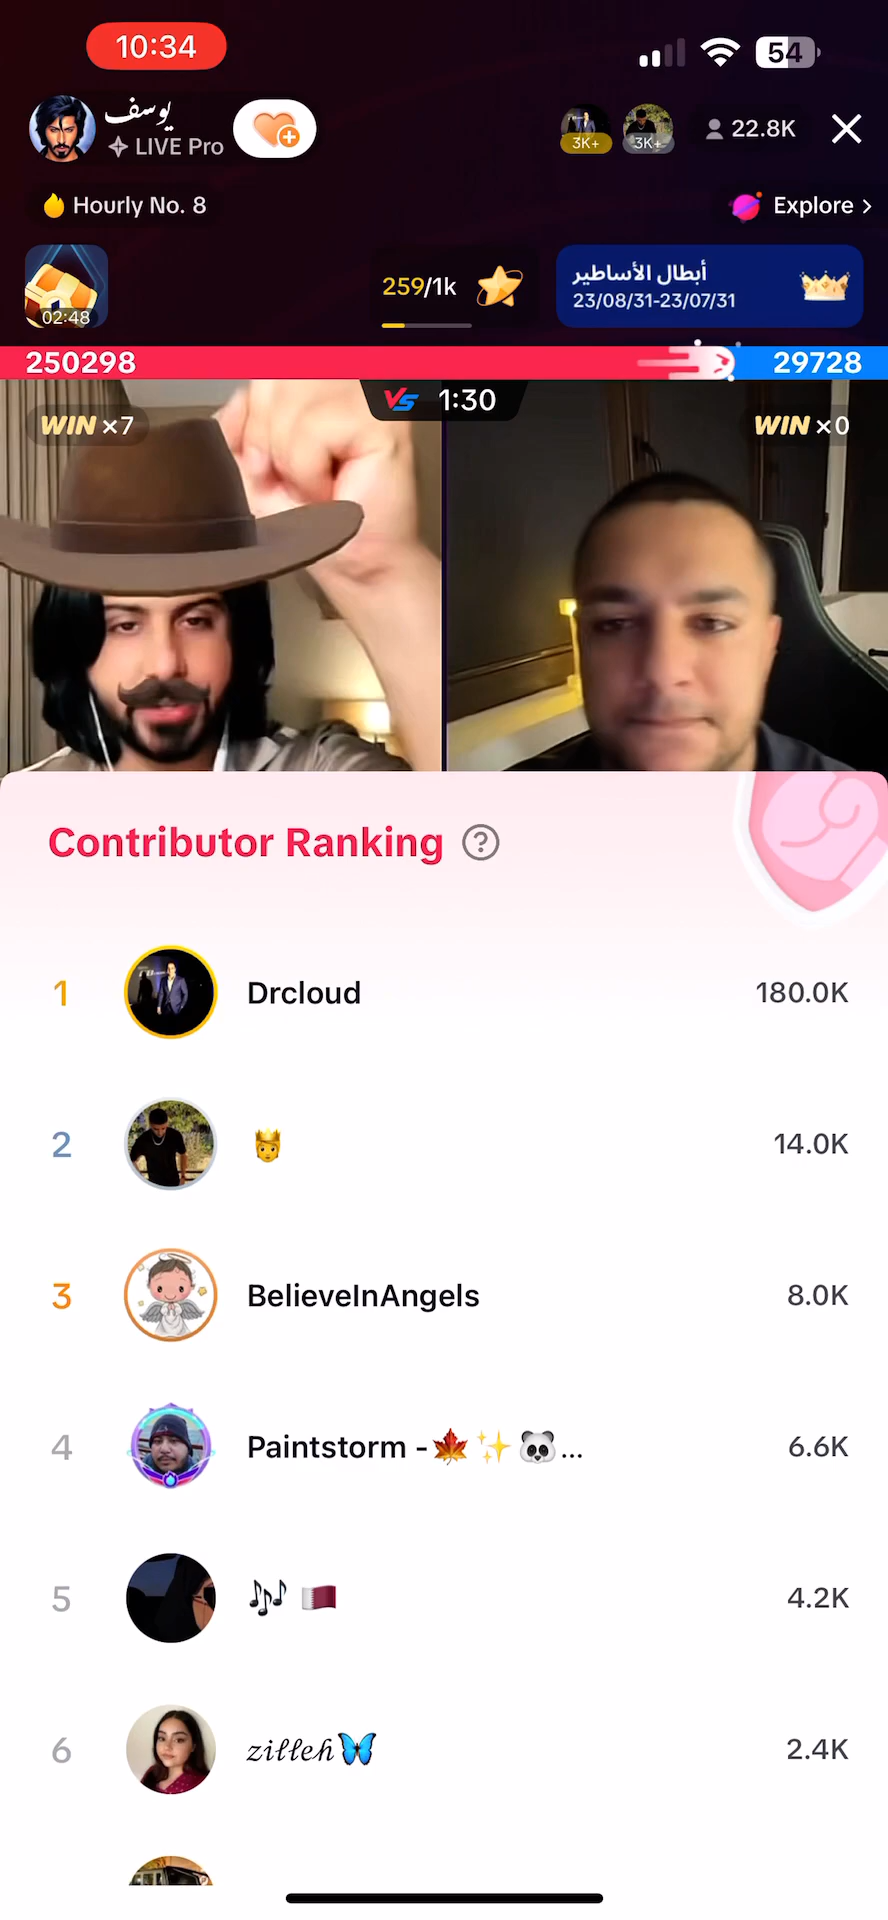 10:34
54
يوسف
LIVE Pro
3K+
3K+
22.8K
Hourly No. 8
Explore >
02:48
259/1k
أبطال الأساطير
23/08/31-23/07/31
250298
29728
VS 1:30
WIN ×7
WIN ×0
Contributor Ranking ?
1 Drcloud 180.0K
2 🤴 14.0K
3 BelieveInAngels 8.0K
4 Paintstorm -🍁✨🐼... 6.6K
5 🎶 🇶🇦 4.2K
6 𝓏𝒾𝓁𝓁𝑒𝒽🦋 2.4K